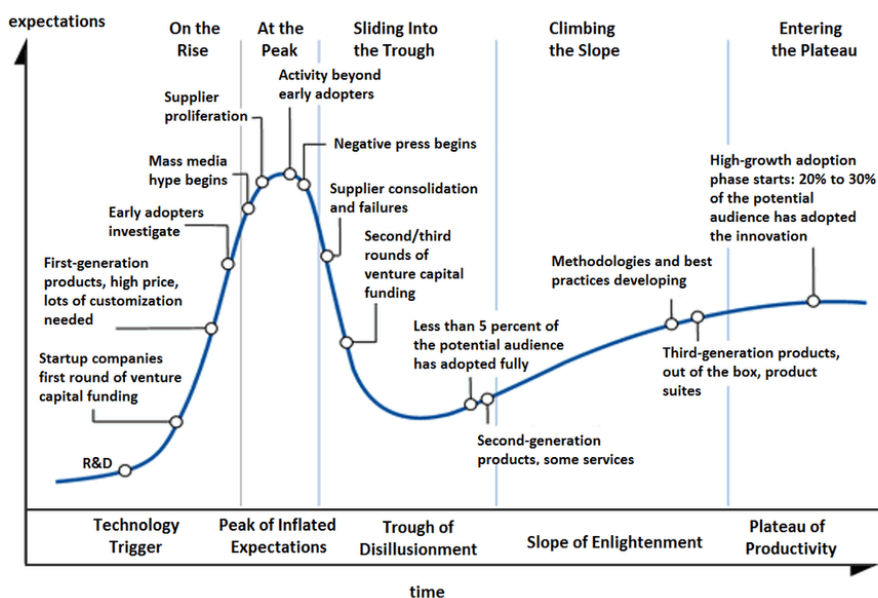 expectations
On the
Rise
At the
Peak
Sliding Into
the Trough
Climbing
the Slope
Entering
the Plateau
Activity beyond
early adopters
Supplier
proliferation
Negative press begins
Mass media
hype begins
Supplier consolidation
and failures
Early adopters
investigate
Second/third
rounds of
venture capital
funding
First-generation
products, high price,
lots of customization
needed
Less than 5 percent of
the potential audience
has adopted fully
Startup companies
first round of venture
capital funding
R&D
Second-generation
products, some services
Methodologies and best
practices developing
Third-generation products,
out of the box, product
suites
High-growth adoption
phase starts: 20% to 30%
of the potential
audience has adopted
the innovation
Technology
Trigger
Peak of Inflated
Expectations
Trough of
Disillusionment
Slope of Enlightenment
Plateau of
Productivity
time